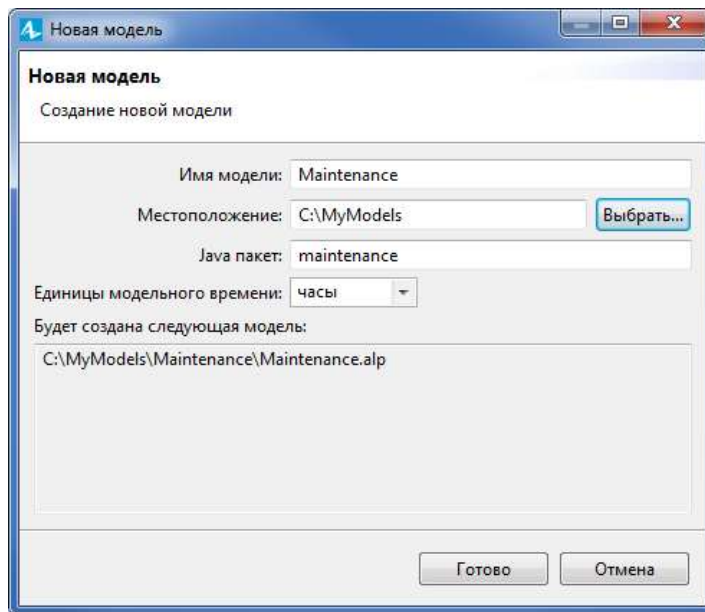 Новая модель
Новая модель
Создание новой модели
Имя модели: Maintenance
Местоположение: C:\MyModels Выбрать...
Java пакет: maintenance
Единицы модельного времени: часы
Будет создана следующая модель:
C:\MyModels\Maintenance\Maintenance.alp
Готово Отмена